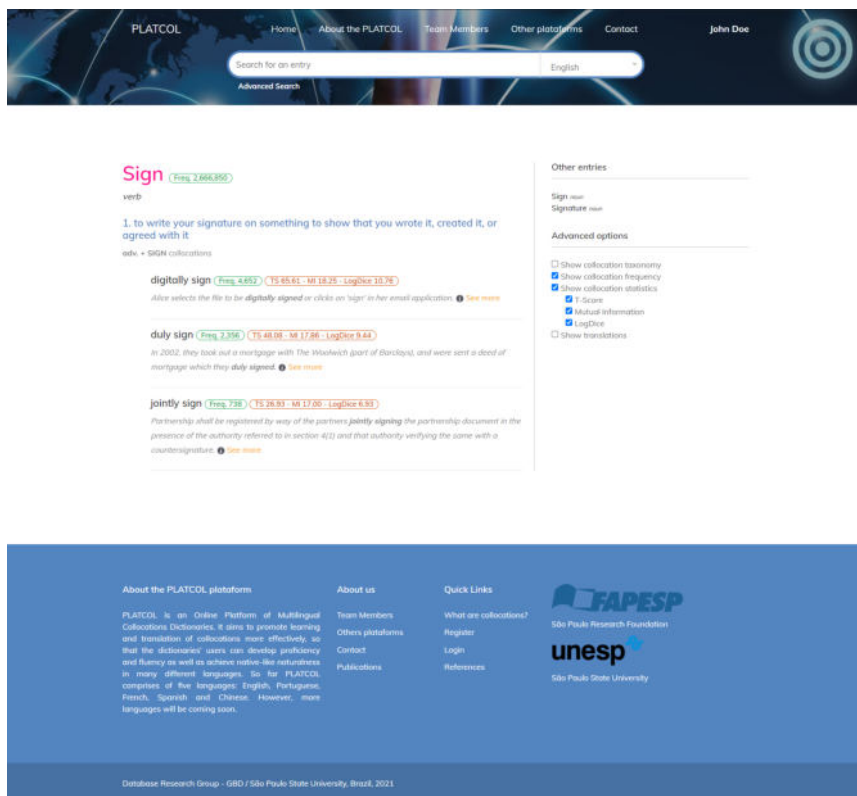 PLATCOL
Home About the PLATCOL Team Members Other plataforms Contact
John Doe
Search for an entry English
Advanced Search
Sign Freq. 2,666,850
verb
1. to write your signature on something to show that you wrote it, created it, or
agreed with it
adv. + SIGN collocations
digitally sign Freq. 4,652 TS 65.61 - MI 18.25 - LogDice 10.76
Alice selects the file to be digitally signed or clicks on 'sign' in her email application. See more
duly sign Freq. 2,356 TS 48.08 - MI 17.86 - LogDice 9.44
In 2002, they took out a mortgage with The Woolwich (part of Barclays), and were sent a deed of
mortgage which they duly signed. See more
jointly sign Freq. 738 TS 26.93 - MI 17.00 - LogDice 6.93
Partnership shall be registered by way of the partners jointly signing the partnership document in the
presence of the authority referred to in section 4(1) and that authority verifying the same with a
countersignature. See more
Other entries
Sign noun
Signature noun
Advanced options
Show collocation taxonomy
Show collocation frequency
Show collocation statistics
T-Score
Mutual Information
LogDice
Show translations
About the PLATCOL plataform
PLATCOL is an Online Platform of Multilingual
Collocations Dictionaries. It aims to promote learning
and translation of collocations more effectively, so
that the dictionaries' users can develop proficiency
and fluency as well as achieve native-like naturalness
in many different languages. So far PLATCOL
comprises of five languages: English, Portuguese,
French, Spanish and Chinese. However, more
languages will be coming soon.
About us
Team Members
Others plataforms
Contact
Publications
Quick Links
What are collocations?
Register
Login
References
FAPESP
São Paulo Research Foundation
unesp
São Paulo State University
Database Research Group - GBD / São Paulo State University, Brazil, 2021